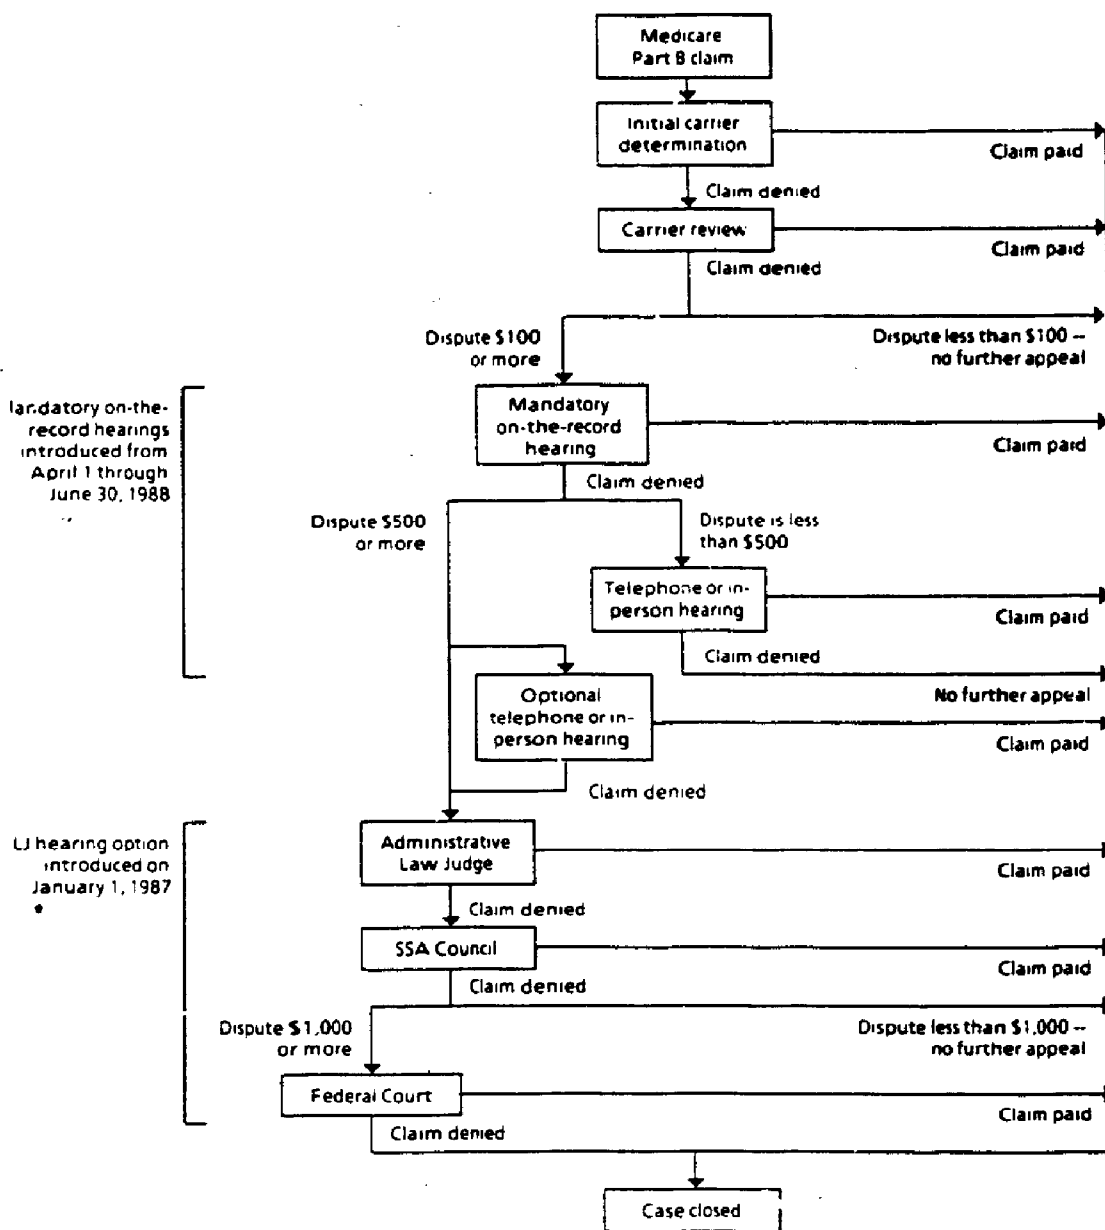 Medicare
Part B claim
Initial carrier
determination
Claim paid
Claim denied
Carrier review
Claim paid
Claim denied
Dispute $100
or more
Dispute less than $100 --
no further appeal
landatory on-the-
record hearings
introduced from
April 1 through
June 30, 1988
Mandatory
on-the-record
hearing
Claim paid
Claim denied
Dispute $500
or more
Dispute is less
than $500
Telephone or in-
person hearing
Claim paid
Claim denied
No further appeal
Optional
telephone or in-
person hearing
Claim paid
Claim denied
LJ hearing option
introduced on
January 1, 1987
Administrative
Law Judge
Claim paid
Claim denied
SSA Council
Claim paid
Claim denied
Dispute $1,000
or more
Dispute less than $1,000 --
no further appeal
Federal Court
Claim paid
Claim denied
Case closed